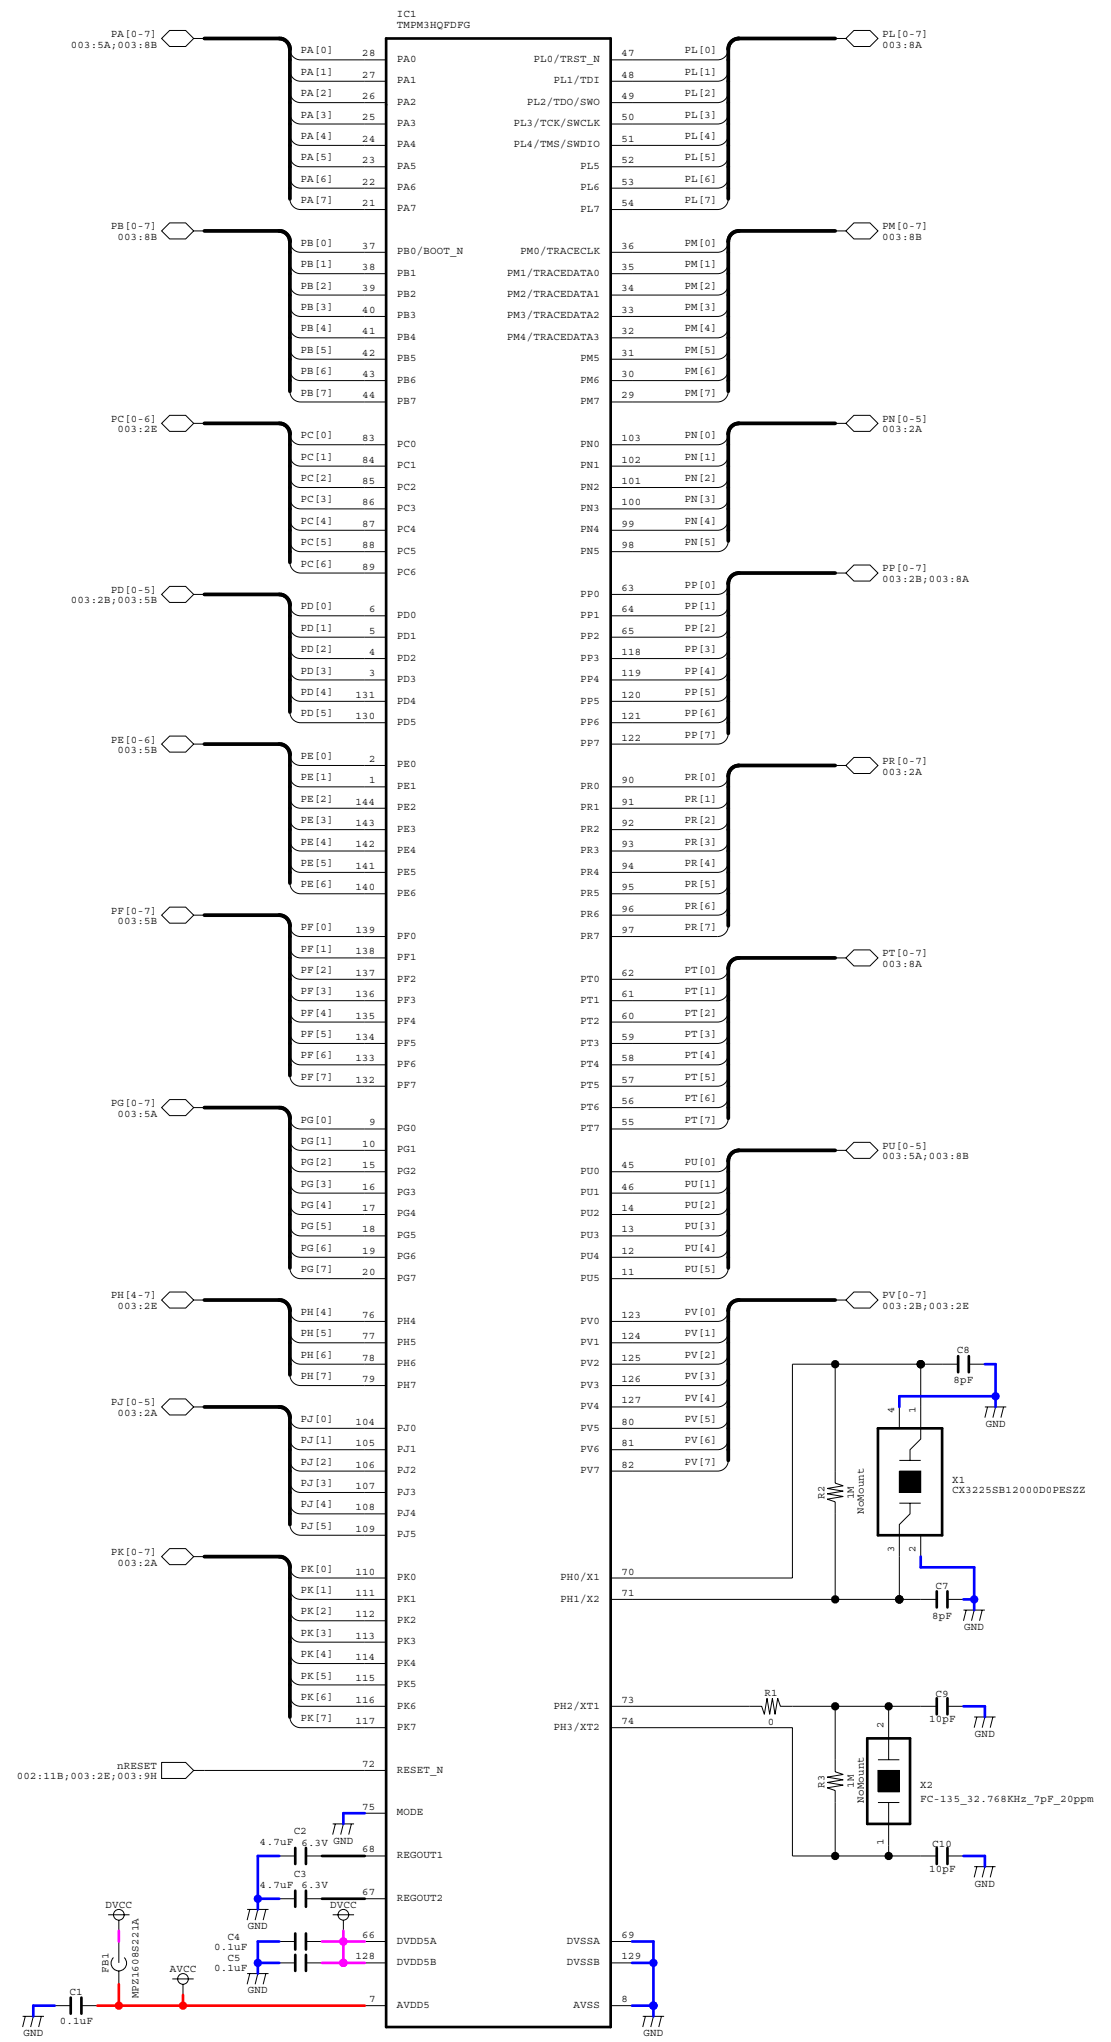 IC1
TMPM3HQFDFG
PA[0-7]
003:5A;003:8B
PA[0] 28 PA0
PA[1] 27 PA1
PA[2] 26 PA2
PA[3] 25 PA3
PA[4] 24 PA4
PA[5] 23 PA5
PA[6] 22 PA6
PA[7] 21 PA7
PB[0-7]
003:8B
PB[0] 37 PB0/BOOT_N
PB[1] 38 PB1
PB[2] 39 PB2
PB[3] 40 PB3
PB[4] 41 PB4
PB[5] 42 PB5
PB[6] 43 PB6
PB[7] 44 PB7
PC[0-6]
003:2E
PC[0] 83 PC0
PC[1] 84 PC1
PC[2] 85 PC2
PC[3] 86 PC3
PC[4] 87 PC4
PC[5] 88 PC5
PC[6] 89 PC6
PD[0-5]
003:2B;003:5B
PD[0] 6 PD0
PD[1] 5 PD1
PD[2] 4 PD2
PD[3] 3 PD3
PD[4] 131 PD4
PD[5] 130 PD5
PE[0-6]
003:5B
PE[0] 2 PE0
PE[1] 1 PE1
PE[2] 144 PE2
PE[3] 143 PE3
PE[4] 142 PE4
PE[5] 141 PE5
PE[6] 140 PE6
PF[0-7]
003:5B
PF[0] 139 PF0
PF[1] 138 PF1
PF[2] 137 PF2
PF[3] 136 PF3
PF[4] 135 PF4
PF[5] 134 PF5
PF[6] 133 PF6
PF[7] 132 PF7
PG[0-7]
003:5A
PG[0] 9 PG0
PG[1] 10 PG1
PG[2] 15 PG2
PG[3] 16 PG3
PG[4] 17 PG4
PG[5] 18 PG5
PG[6] 19 PG6
PG[7] 20 PG7
PH[4-7]
003:2E
PH[4] 76 PH4
PH[5] 77 PH5
PH[6] 78 PH6
PH[7] 79 PH7
PJ[0-5]
003:2A
PJ[0] 104 PJ0
PJ[1] 105 PJ1
PJ[2] 106 PJ2
PJ[3] 107 PJ3
PJ[4] 108 PJ4
PJ[5] 109 PJ5
PK[0-7]
003:2A
PK[0] 110 PK0
PK[1] 111 PK1
PK[2] 112 PK2
PK[3] 113 PK3
PK[4] 114 PK4
PK[5] 115 PK5
PK[6] 116 PK6
PK[7] 117 PK7
nRESET
002:11B;003:2E;003:9H
72 RESET_N
75 MODE
GND
C2
4.7uF 6.3V
68 REGOUT1
C3
4.7uF 6.3V
67 REGOUT2
GND
DVCC
C4
0.1uF
66 DVDD5A
C5
0.1uF
128 DVDD5B
GND
DVCC
FB1
MPZ1608S221A
AVCC
C1
0.1uF
7 AVDD5
GND
PL[0-7]
003:8A
PL0/TRST_N 47 PL[0]
PL1/TDI 48 PL[1]
PL2/TDO/SWO 49 PL[2]
PL3/TCK/SWCLK 50 PL[3]
PL4/TMS/SWDIO 51 PL[4]
PL5 52 PL[5]
PL6 53 PL[6]
PL7 54 PL[7]
PM[0-7]
003:8B
PM0/TRACECLK 36 PM[0]
PM1/TRACEDATA0 35 PM[1]
PM2/TRACEDATA1 34 PM[2]
PM3/TRACEDATA2 33 PM[3]
PM4/TRACEDATA3 32 PM[4]
PM5 31 PM[5]
PM6 30 PM[6]
PM7 29 PM[7]
PN[0-5]
003:2A
PN0 103 PN[0]
PN1 102 PN[1]
PN2 101 PN[2]
PN3 100 PN[3]
PN4 99 PN[4]
PN5 98 PN[5]
PP[0-7]
003:2B;003:8A
PP0 63 PP[0]
PP1 64 PP[1]
PP2 65 PP[2]
PP3 118 PP[3]
PP4 119 PP[4]
PP5 120 PP[5]
PP6 121 PP[6]
PP7 122 PP[7]
PR[0-7]
003:2A
PR0 90 PR[0]
PR1 91 PR[1]
PR2 92 PR[2]
PR3 93 PR[3]
PR4 94 PR[4]
PR5 95 PR[5]
PR6 96 PR[6]
PR7 97 PR[7]
PT[0-7]
003:8A
PT0 62 PT[0]
PT1 61 PT[1]
PT2 60 PT[2]
PT3 59 PT[3]
PT4 58 PT[4]
PT5 57 PT[5]
PT6 56 PT[6]
PT7 55 PT[7]
PU[0-5]
003:5A;003:8B
PU0 45 PU[0]
PU1 46 PU[1]
PU2 14 PU[2]
PU3 13 PU[3]
PU4 12 PU[4]
PU5 11 PU[5]
PV[0-7]
003:2B;003:2E
PV0 123 PV[0]
PV1 124 PV[1]
PV2 125 PV[2]
PV3 126 PV[3]
PV4 127 PV[4]
PV5 80 PV[5]
PV6 81 PV[6]
PV7 82 PV[7]
C8
8pF
GND
4 1
R2
1M
NoMount
X1
CX3225SB12000D0PESZZ
3 2
PH0/X1 70
PH1/X2 71
C7
8pF
GND
PH2/XT1 73
R1
0
PH3/XT2 74
C9
10pF
GND
2
R3
1M
NoMount
X2
FC-135_32.768KHz_7pF_20ppm
1
C10
10pF
GND
DVSSA 69
DVSSB 129
AVSS 8
GND